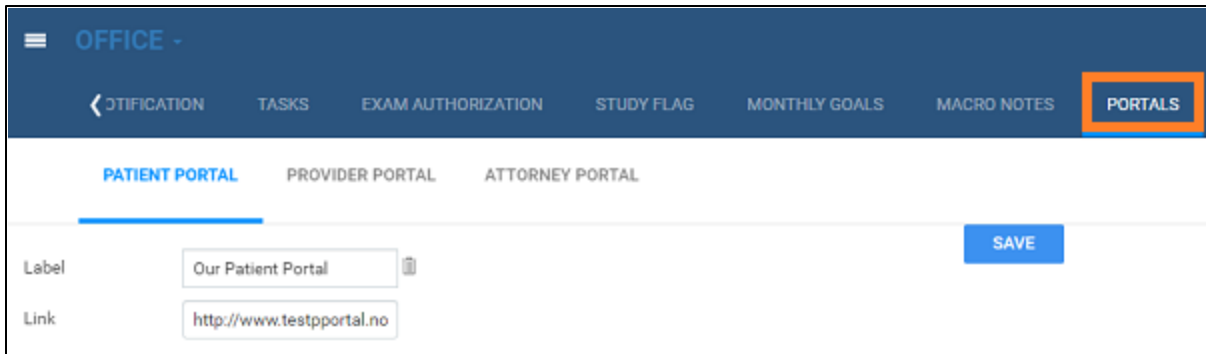 OFFICE
OTIFICATION TASKS EXAM AUTHORIZATION STUDY FLAG MONTHLY GOALS MACRO NOTES PORTALS
PATIENT PORTAL PROVIDER PORTAL ATTORNEY PORTAL
SAVE
Label Our Patient Portal
Link http://www.testpportal.no